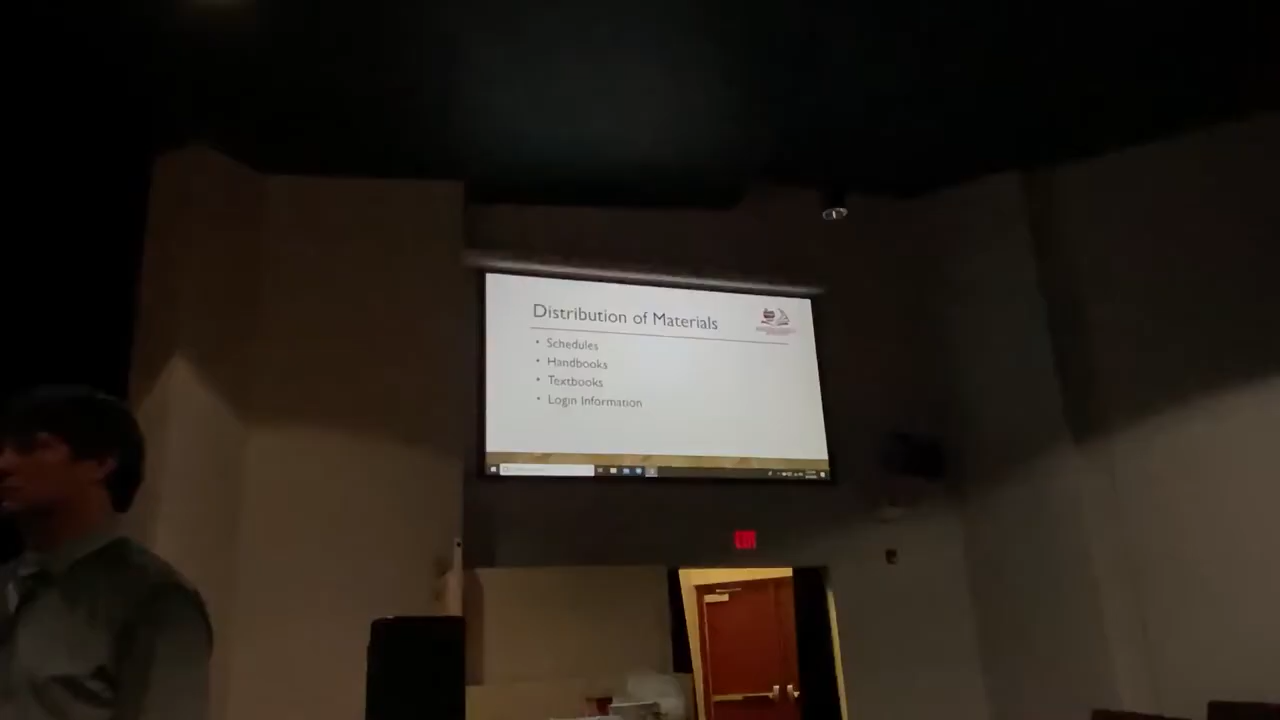 Distribution of Materials
• Schedules
• Handbooks
• Textbooks
• Login Information
EXIT